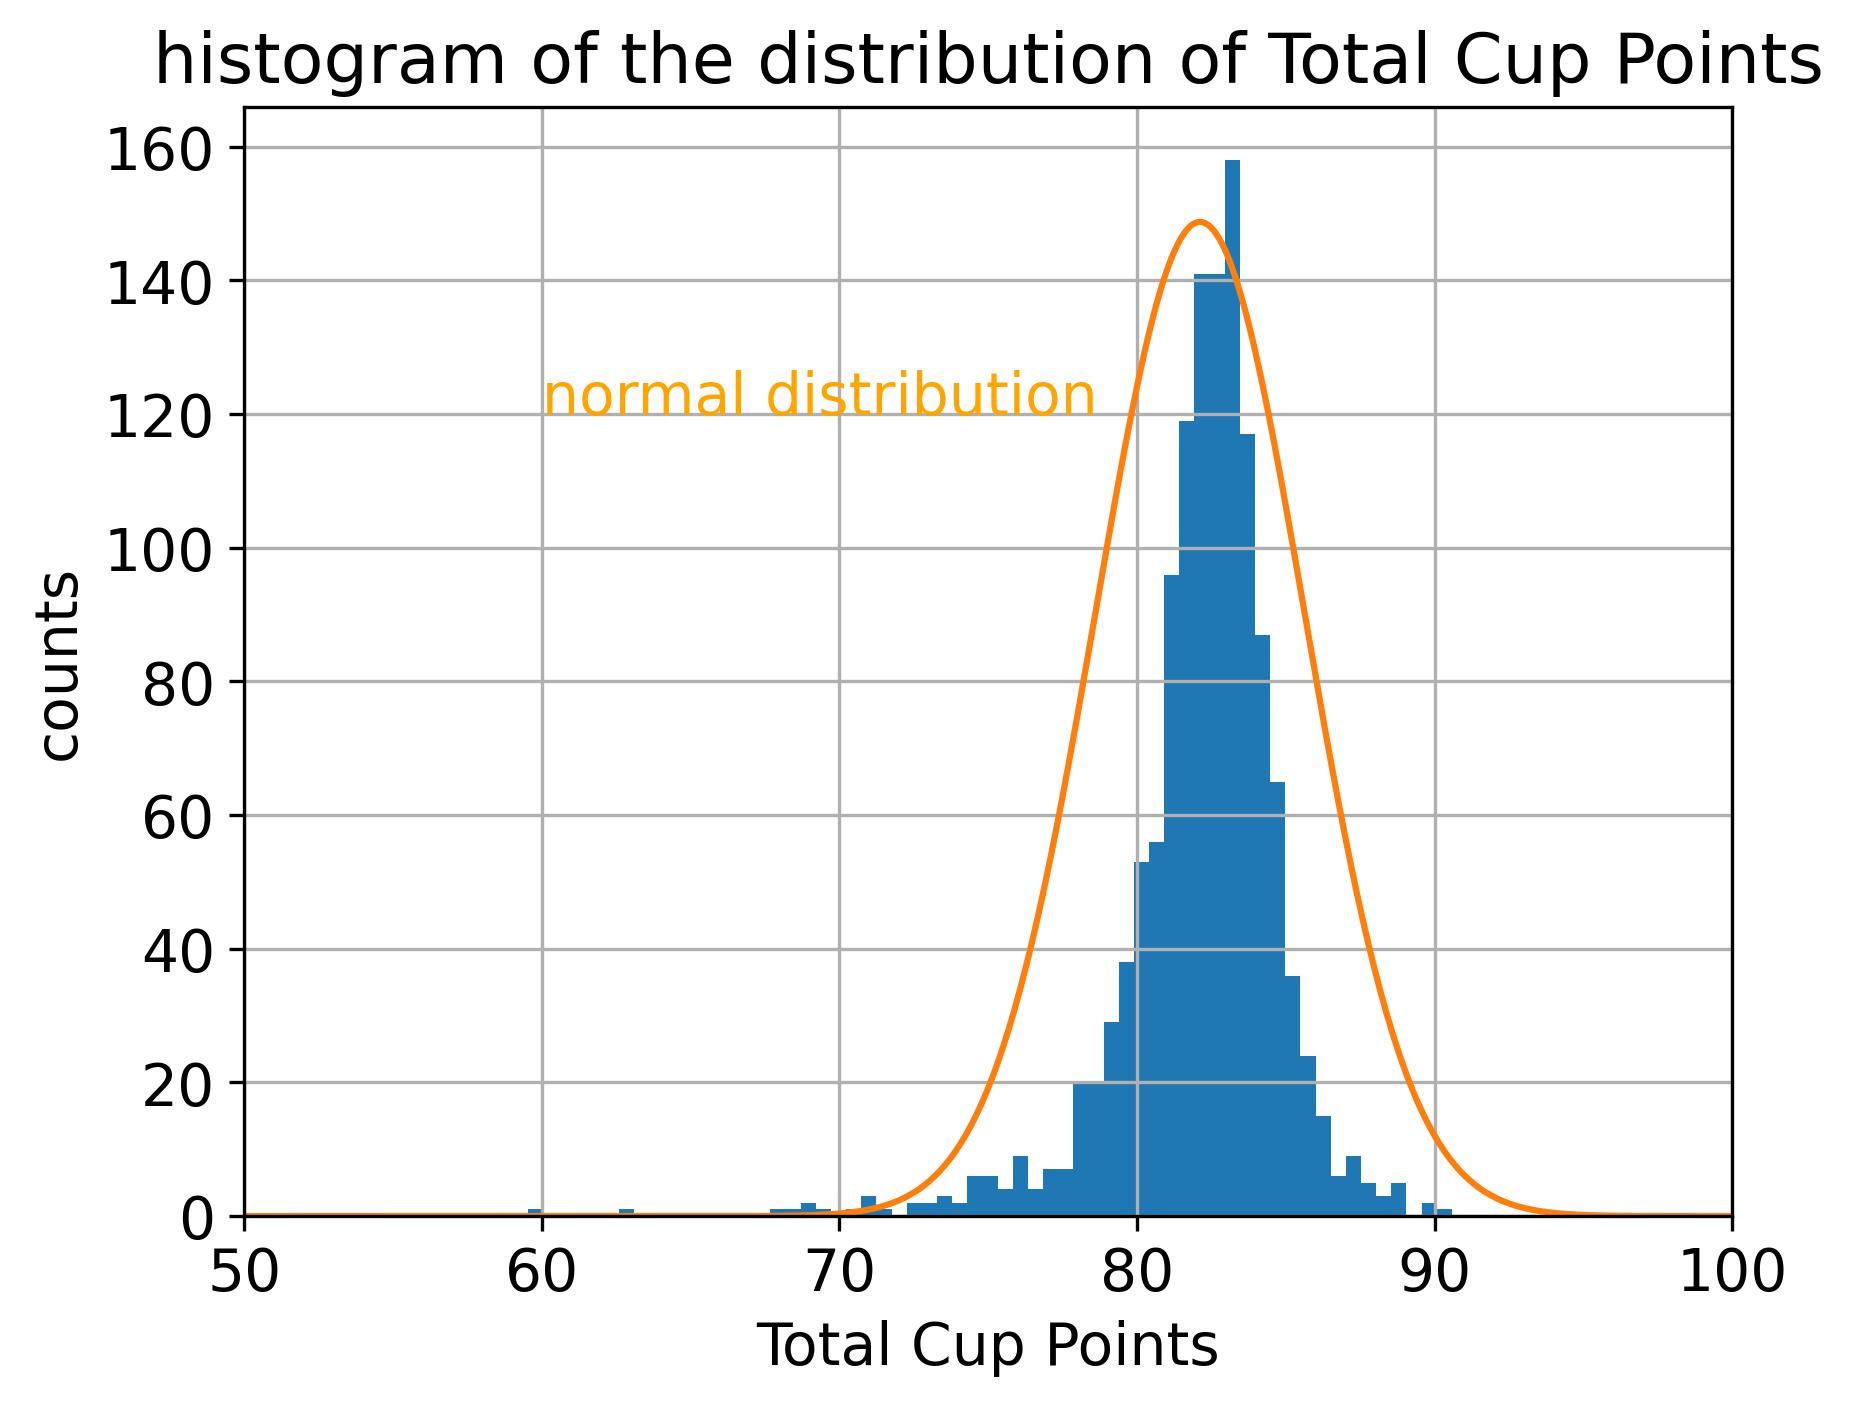 histogram of the distribution of Total Cup Points
160
140
normal distribution
120
100
counts
80
60
40
20
0
50 60 70 80 90 100
Total Cup Points